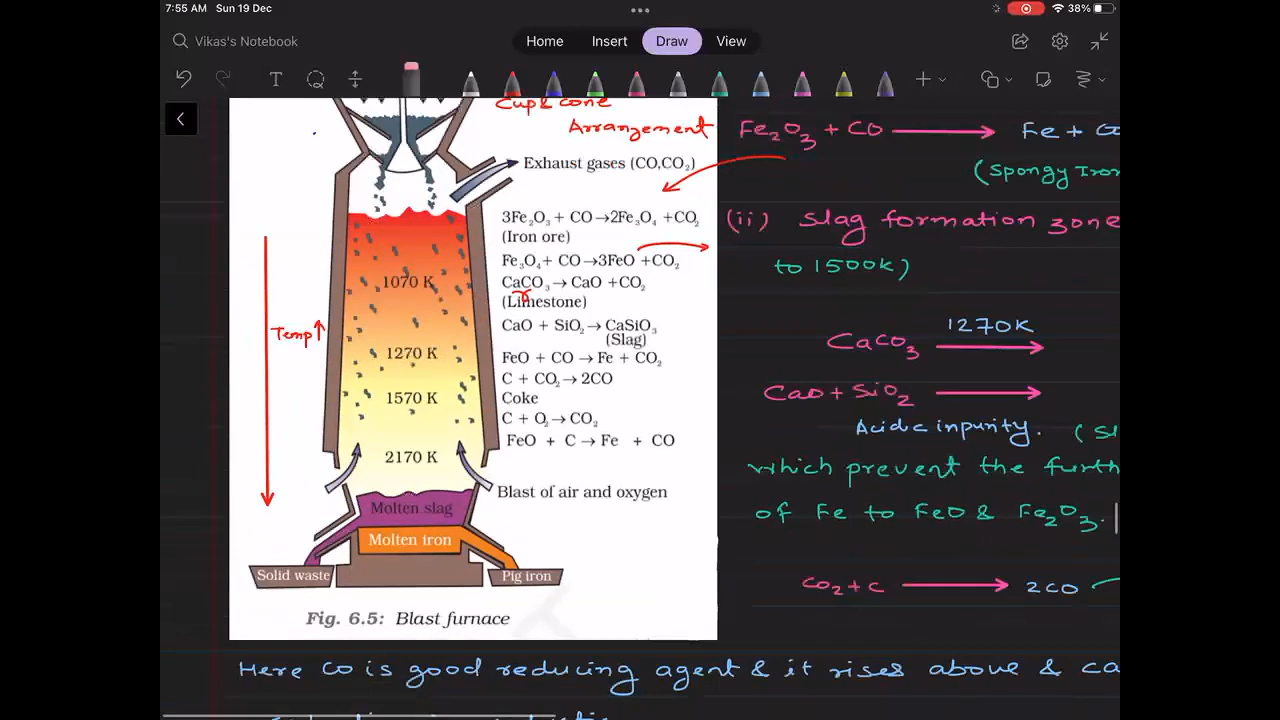 7:55 AM Sun 19 Dec
38%
Vikas's Notebook
Home Insert Draw View
Cup & cone
Arrangement
Exhaust gases (CO,CO₂)
3Fe₂O₃ + CO→2Fe₃O₄ +CO₂
(Iron ore)
Fe₃O₄+ CO→3FeO +CO₂
CaCO₃→ CaO +CO₂
(Limestone)
CaO + SiO₂→ CaSiO₃
(Slag)
FeO + CO →Fe + CO₂
C + CO₂→ 2CO
Coke
C + O₂→ CO₂
FeO + C → Fe + CO
Temp↑
1070 K
1270 K
1570 K
2170 K
Blast of air and oxygen
Molten slag
Molten iron
Solid waste
Pig iron
Fig. 6.5: Blast furnace
Fe₂O₃ + CO → Fe +
(Spongy Iron
(ii) Slag formation zone
to 1500K)
CaCO₃ 1270K →
CaO + SiO₂ →
Acidic inpurity.
which prevent the furth
of Fe to FeO & Fe₂O₃.
CO₂ + C → 2CO
Here CO is good reducing agent & it rises above & ca